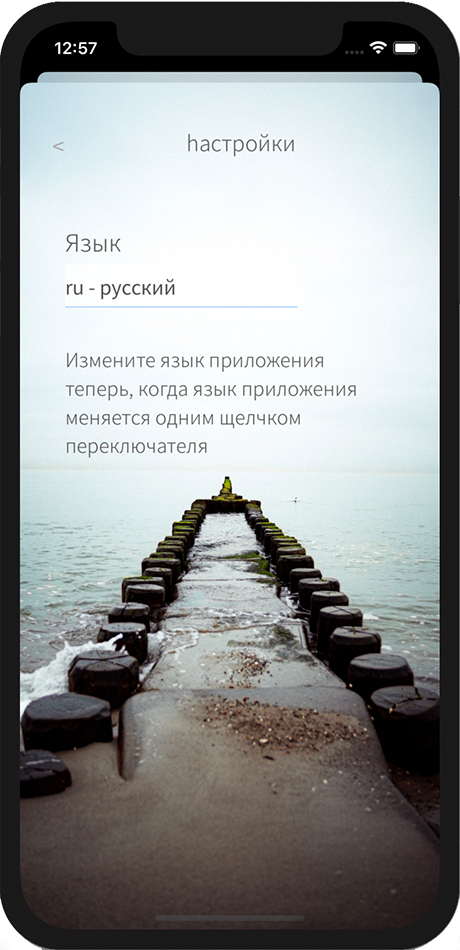 12:57
<
hастройки
Язык
ru - русский
Измените язык приложения
теперь, когда язык приложения
меняется одним щелчком
переключателя